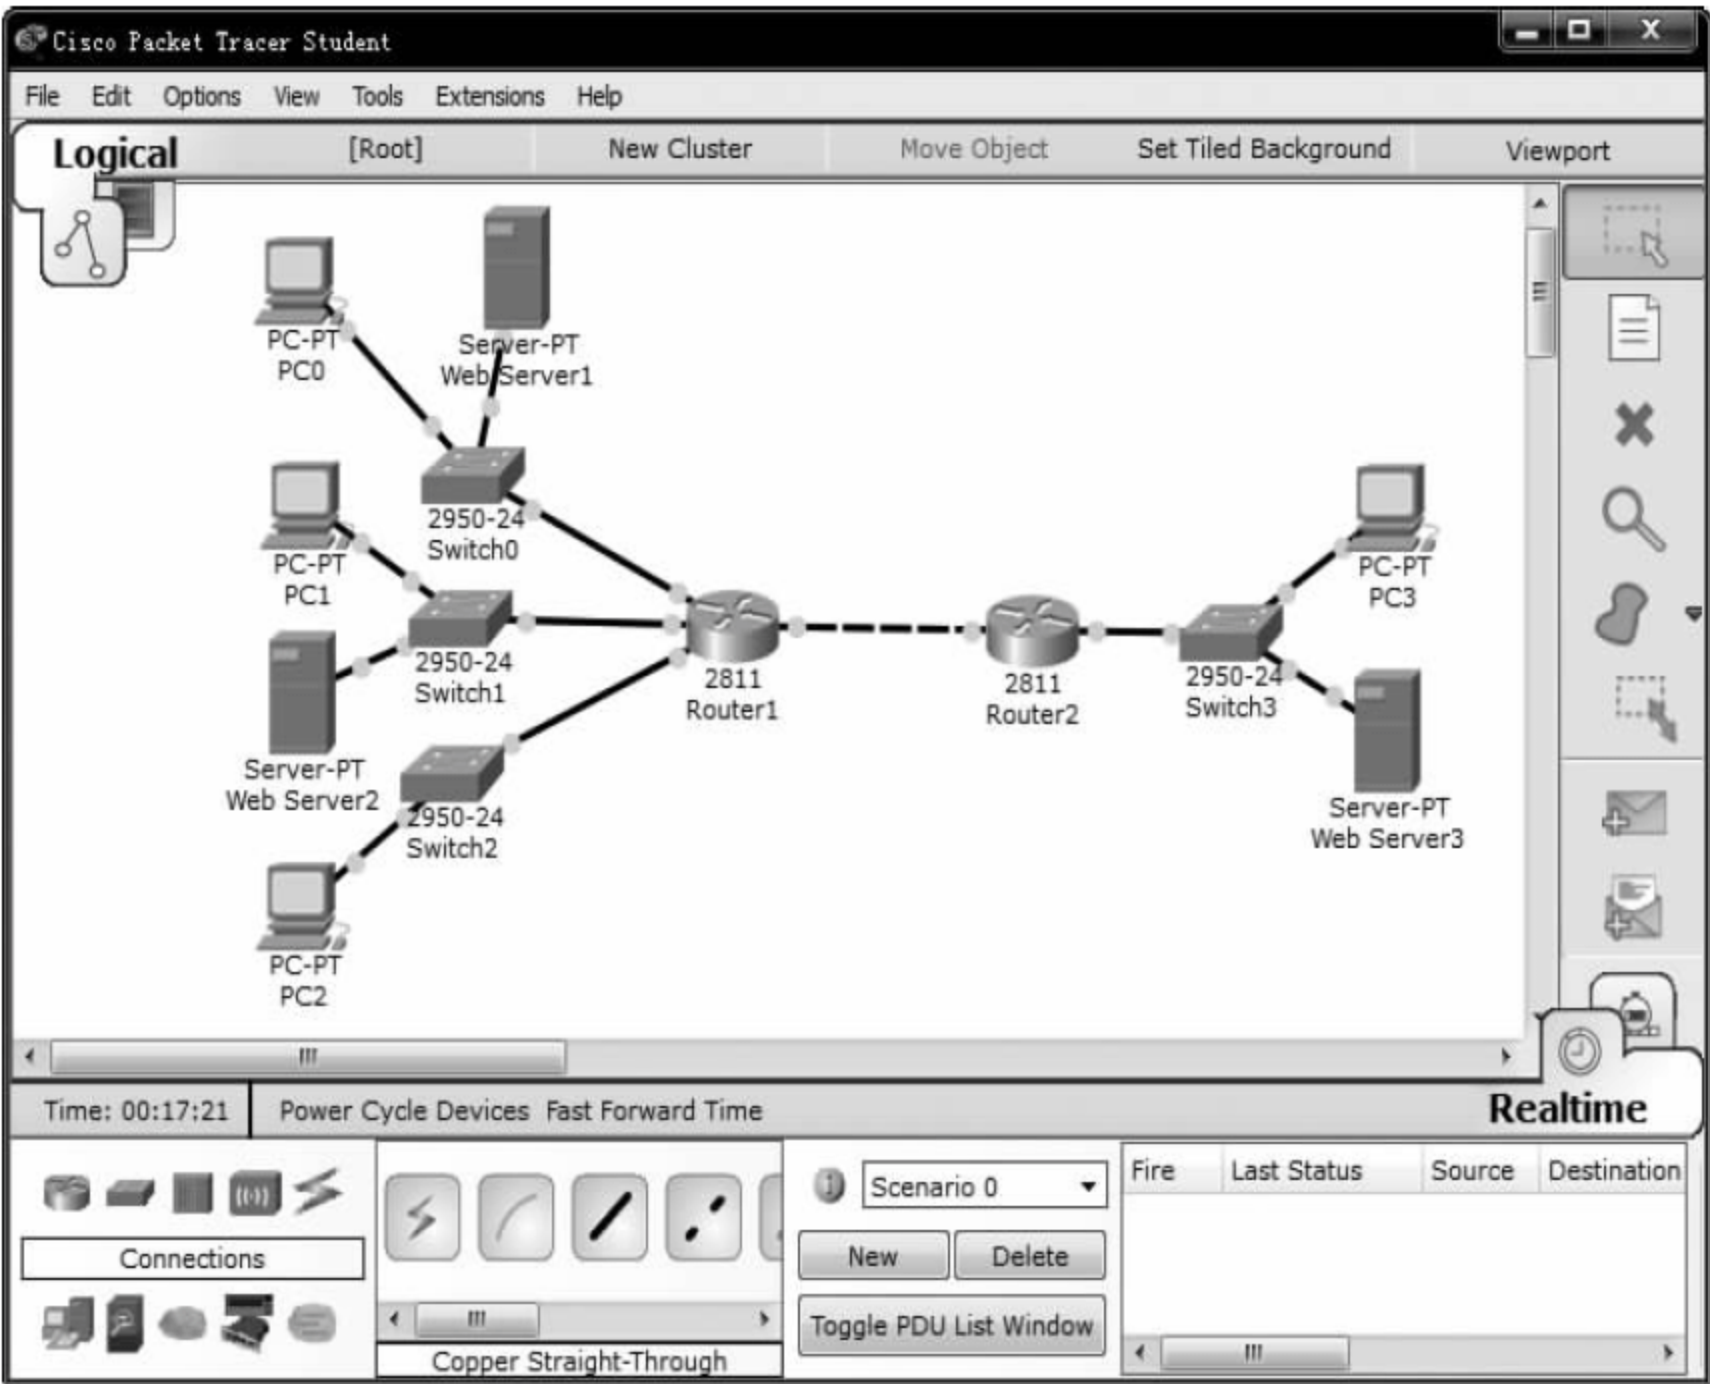 Cisco Packet Tracer Student
File Edit Options View Tools Extensions Help
Logical [Root] New Cluster Move Object Set Tiled Background Viewport
PC-PT
PC0
Server-PT
Web Server1
2950-24
Switch0
PC-PT
PC1
2950-24
Switch1
Server-PT
Web Server2
2950-24
Switch2
PC-PT
PC2
2811
Router1
2811
Router2
2950-24
Switch3
PC-PT
PC3
Server-PT
Web Server3
Time: 00:17:21 Power Cycle Devices Fast Forward Time Realtime
Connections
Copper Straight-Through
Scenario 0
New Delete
Toggle PDU List Window
Fire Last Status Source Destination